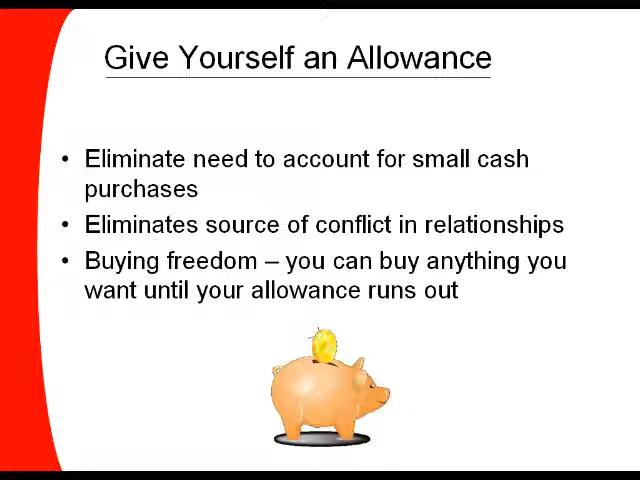 Give Yourself an Allowance
• Eliminate need to account for small cash
purchases
• Eliminates source of conflict in relationships
• Buying freedom – you can buy anything you
want until your allowance runs out